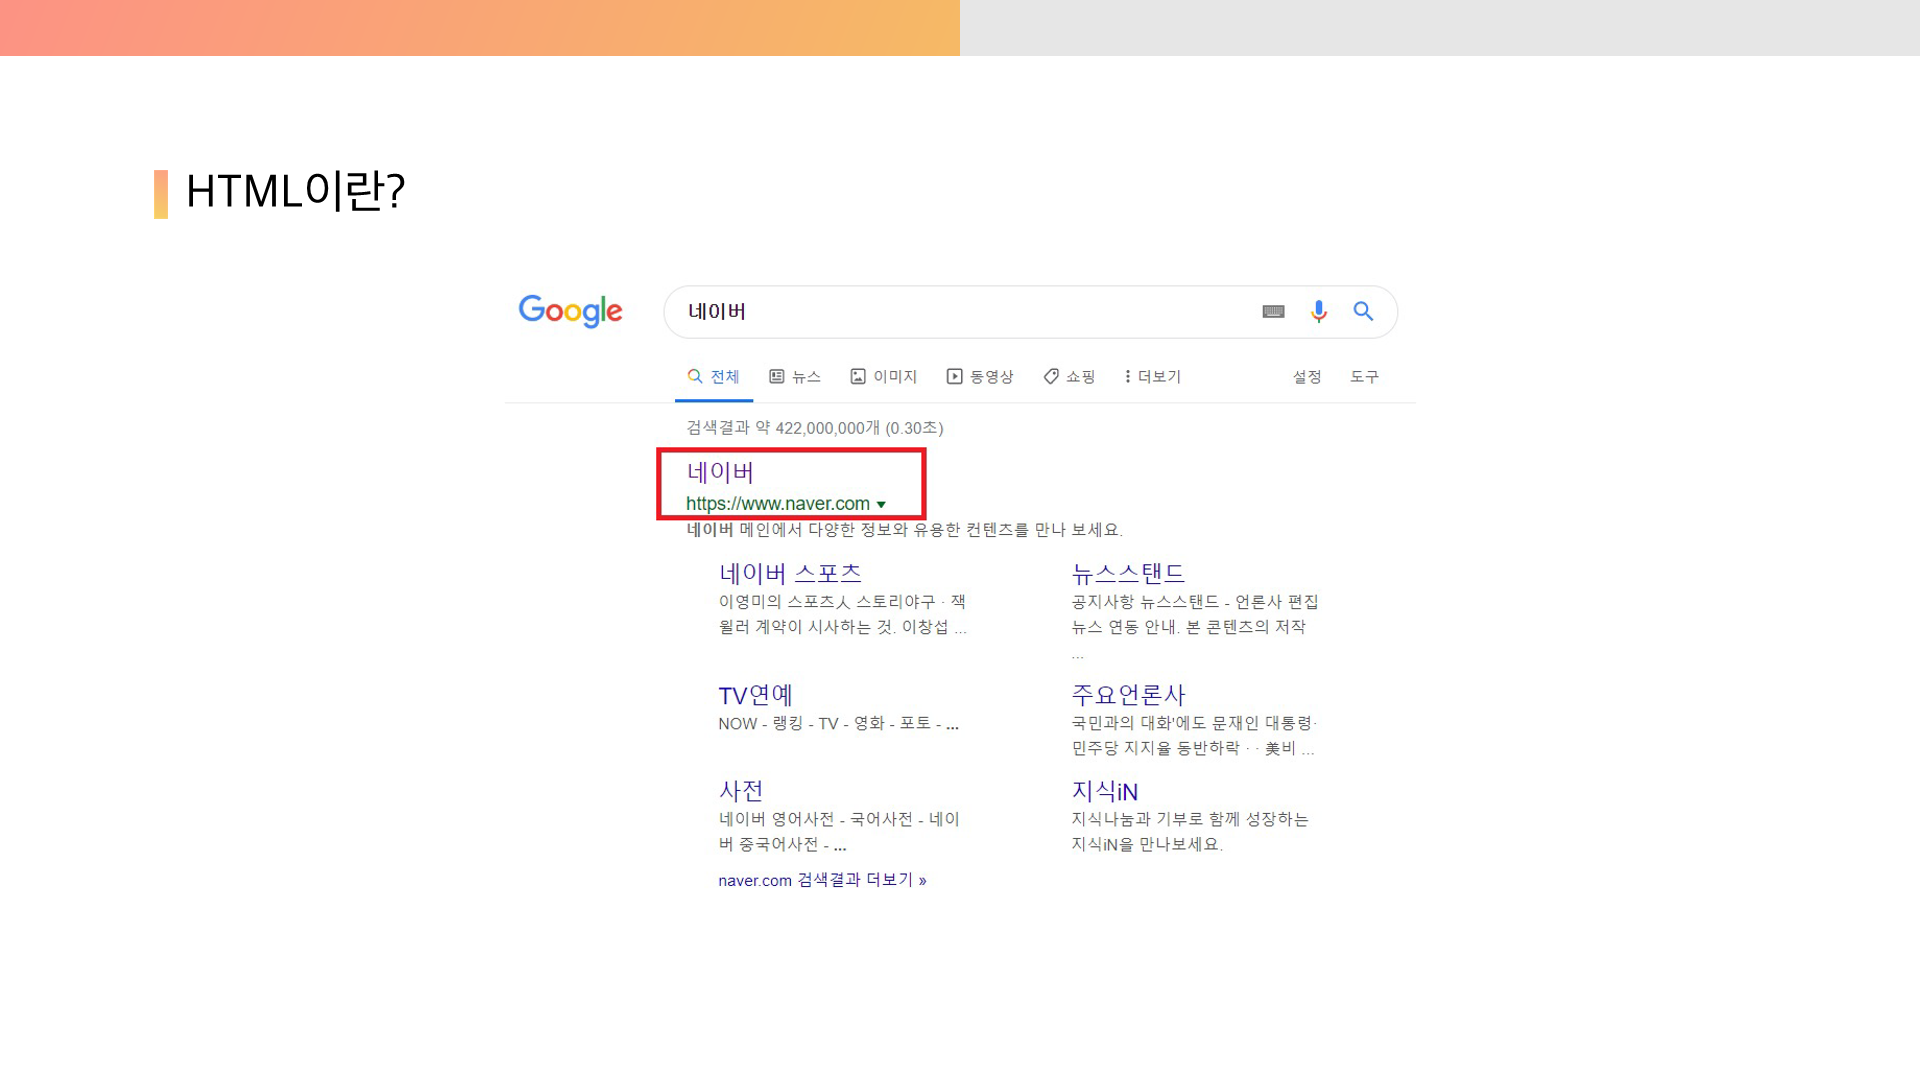 HTML이란?
Google 네이버
전체 뉴스 이미지 동영상 쇼핑 더보기 설정 도구
검색결과 약 422,000,000개 (0.30초)
네이버
https://www.naver.com
네이버 메인에서 다양한 정보와 유용한 컨텐츠를 만나 보세요.
네이버 스포츠
이영미의 스포츠人 스토리야구 · 잭
윌러 계약이 시사하는 것. 이창섭 ...
뉴스스탠드
공지사항 뉴스스탠드 - 언론사 편집
뉴스 연동 안내. 본 콘텐츠의 저작
...
TV연예
NOW - 랭킹 - TV - 영화 - 포토 - ...
주요언론사
국민과의 대화'에도 문재인 대통령·
민주당 지지율 동반하락 · · 美비 ...
사전
네이버 영어사전 - 국어사전 - 네이
버 중국어사전 - ...
지식iN
지식나눔과 기부로 함께 성장하는
지식iN을 만나보세요.
naver.com 검색결과 더보기 »